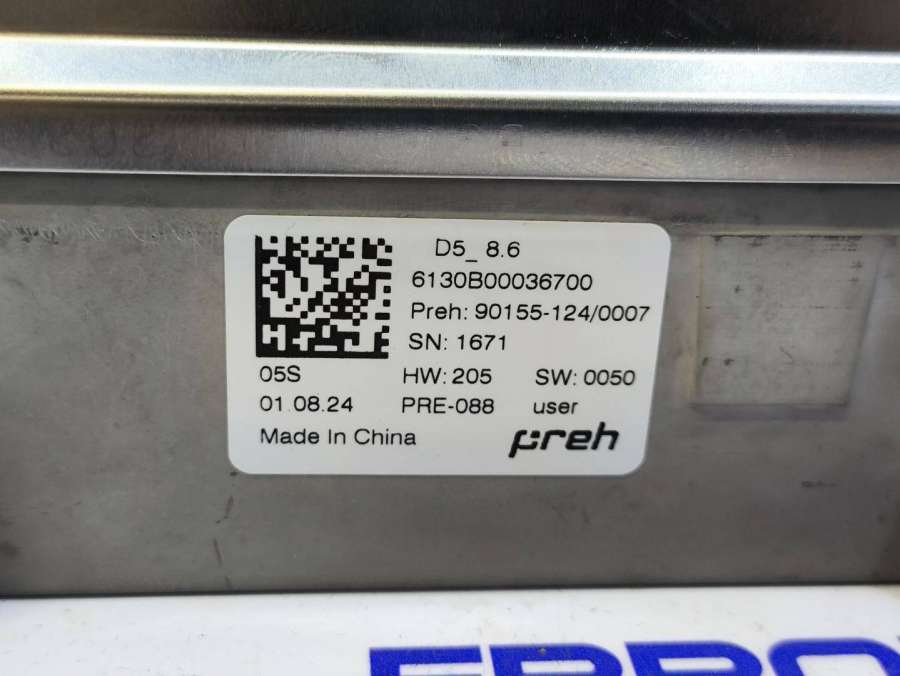 D5_ 8.6
6130B00036700
Preh: 90155-124/0007
SN: 1671
05S HW: 205 SW: 0050
01.08.24 PRE-088 user
Made In China preh